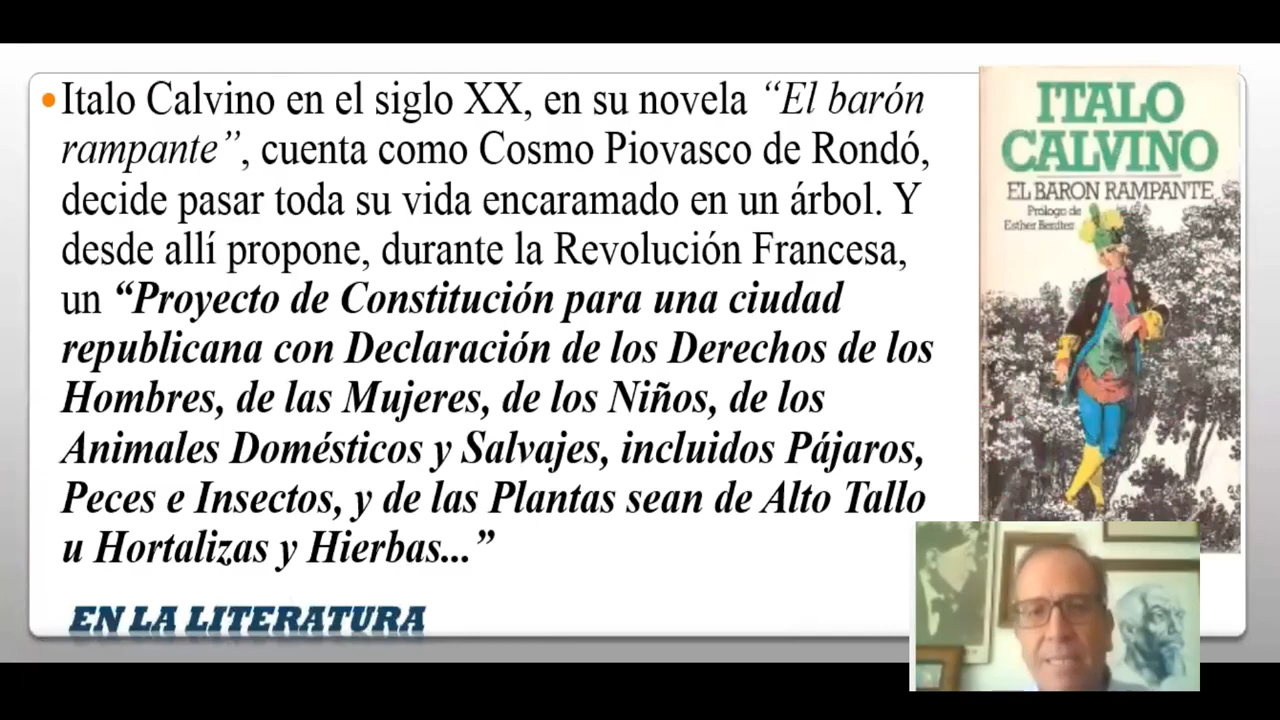 Italo Calvino en el siglo XX, en su novela “El barón
rampante”, cuenta como Cosmo Piovasco de Rondó,
decide pasar toda su vida encaramado en un árbol. Y
desde allí propone, durante la Revolución Francesa,
un “Proyecto de Constitución para una ciudad
republicana con Declaración de los Derechos de los
Hombres, de las Mujeres, de los Niños, de los
Animales Domésticos y Salvajes, incluidos Pájaros,
Peces e Insectos, y de las Plantas sean de Alto Tallo
u Hortalizas y Hierbas...”
EN LA LITERATURA
ITALO
CALVINO
EL BARON RAMPANTE
Prólogo de
Esther Benítez